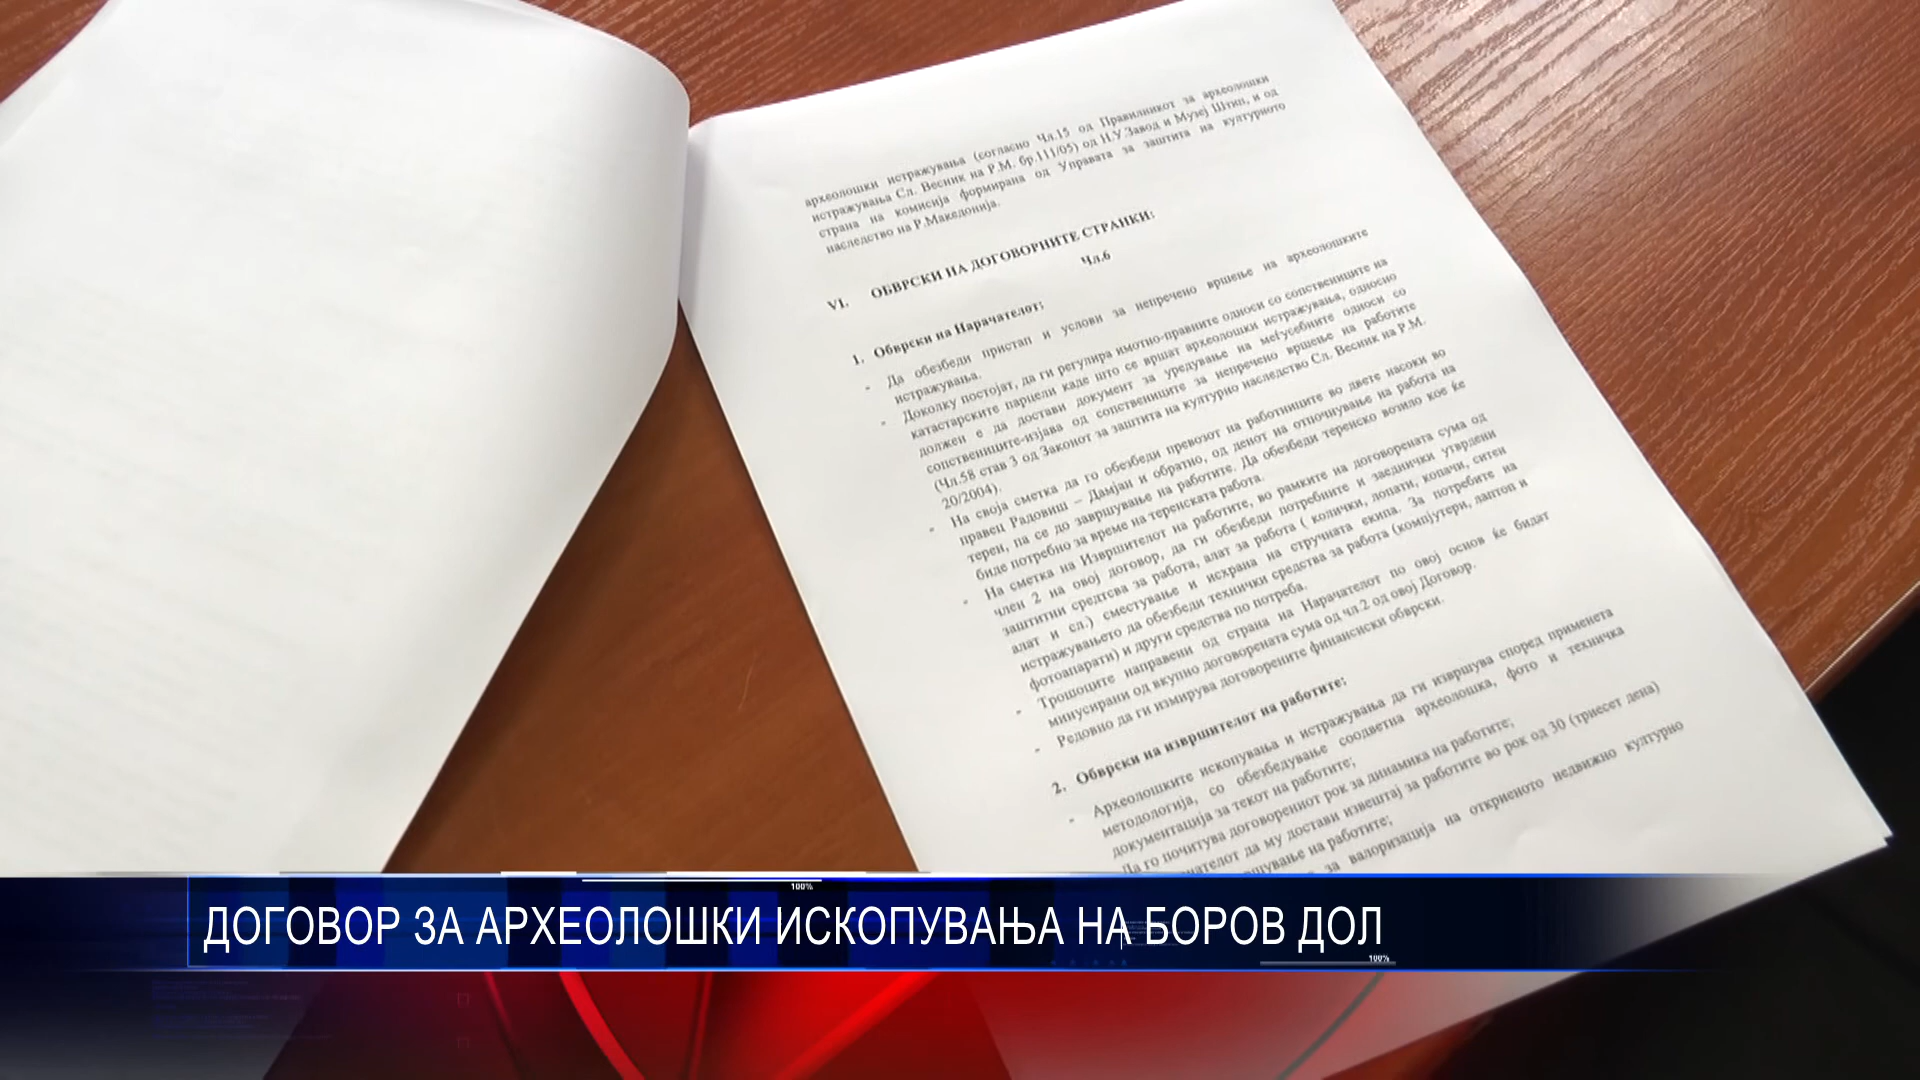 археолошки истражувања (согласно Чл.15 од Правилникот за археолошки
истражувања Сл. Весник на Р.М. бр.111/05) од Н.У.Завод и Музеј Штип, и од
страна на комисија формирана од Управата за заштита на културното
наследство на Р.Македонија.
VI. ОБВРСКИ НА ДОГОВОРНИТЕ СТРАНКИ:
Чл.6
1. Обврски на Нарачателот:
- Да обезбеди пристап и услови за непречено вршење на археолошките
истражувања.
- Доколку постојат, да ги регулира имотно-правните односи со сопствениците на
катастарските парцели каде што се вршат археолошки истражувања, односно
должен е да достави документ за уредување на меѓусебните односи со
сопствениците-изјава од сопствениците за непречено вршење на работите
(Чл.58 став 3 од Законот за заштита на културно наследство Сл. Весник на Р.М.
20/2004).
- На своја сметка да го обезбеди превозот на работниците во двете насоки во
правец Радовиш – Дамјан и обратно, од денот на отпочнување на работа на
терен, па се до завршување на работите. Да обезбеди теренско возило кое ќе
биде потребно за време на теренската работа.
- На сметка на Извршителот на работите, во рамките на договорената сума од
член 2 на овој договор, да ги обезбеди потребните и заеднички утврдени
заштитни средтсва за работа, алат за работа ( колички, лопати, копачи, ситен
алат и сл.) сместување и исхрана на стручната екипа. За потребите на
истражувањето да обезбеди технички средства за работа (компјутери, лаптоп и
фотоапарати) и други средства по потреба.
- Трошоците направени од страна на Нарачателот по овој основ ќе бидат
минусирани од вкупно договорената сума од чл.2 од овој Договор.
- Редовно да ги измирува договорените финансиски обврски.
2. Обврски на извршителот на работите:
- Археолошките ископувања и истражувања да ги извршува според применета
методологија, со обезбедување соодветна археолошка, фото и техничка
документација за текот на работите;
Да го почитува договорениот рок за динамика на работите;
да му достави извештај за работите во рок од 30 (триесет дена)
на работите;
за валоризација на откриеното недвижно културно
100%
ДОГОВОР ЗА АРХЕОЛОШКИ ИСКОПУВАЊА НА БОРОВ ДОЛ
100%